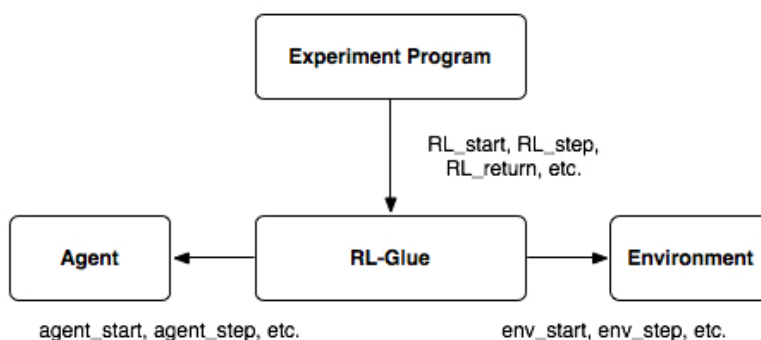 Experiment Program
RL_start, RL_step,
RL_return, etc.
Agent
RL-Glue
Environment
agent_start, agent_step, etc.
env_start, env_step, etc.